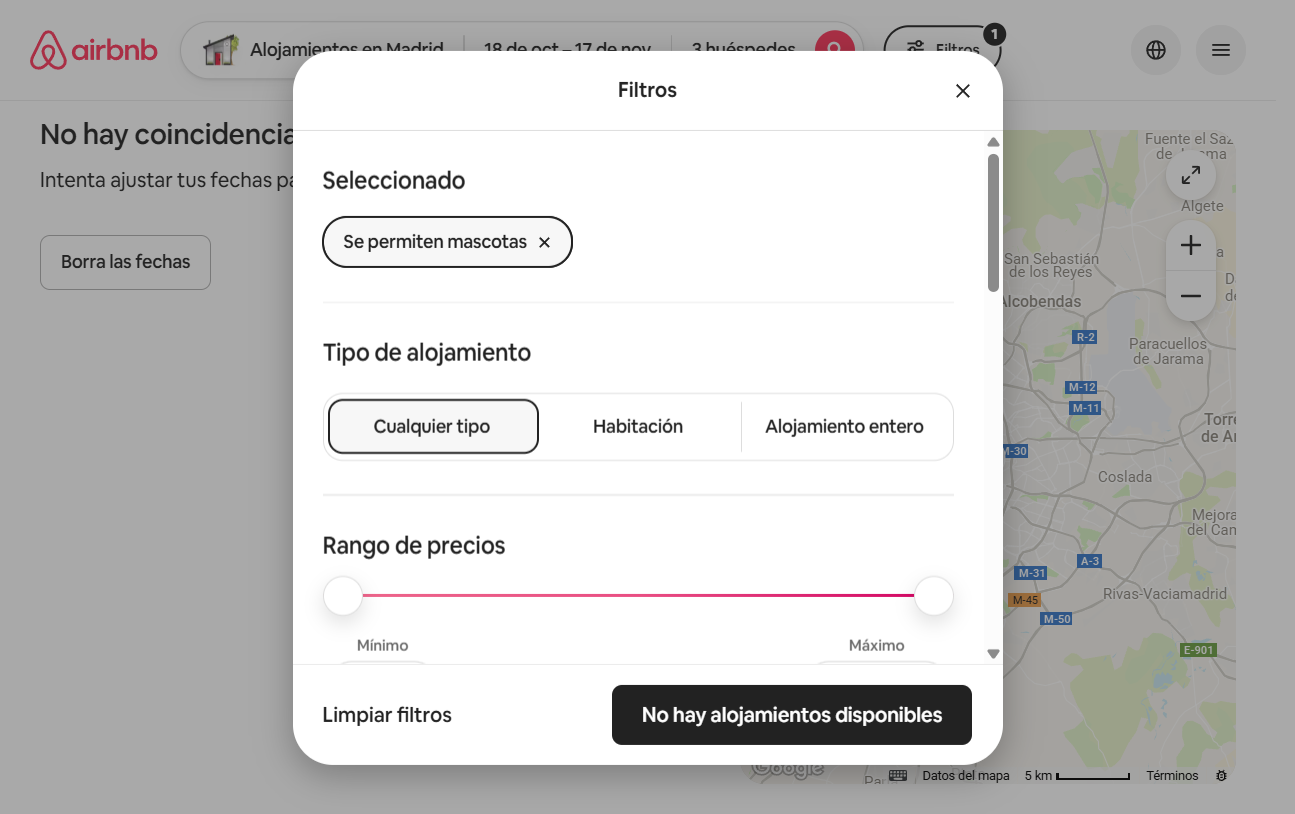 airbnb
Alojamientos en Madrid
18 de oct – 17 de nov
3 huéspedes
Filtros
1
No hay coincidencia
Intenta ajustar tus fechas pa
Borra las fechas
Filtros
Seleccionado
Se permiten mascotas
Tipo de alojamiento
Cualquier tipo
Habitación
Alojamiento entero
Rango de precios
Mínimo
Máximo
Limpiar filtros
No hay alojamientos disponibles
Fuente el Saz
de Jarama
Algete
San Sebastián
de los Reyes
Alcobendas
R-2
Paracuellos
de Jarama
M-12
M-11
Torre
de Ar
M-30
Coslada
Mejora
del Cam
A-3
M-31
M-45
Rivas-Vaciamadrid
M-50
E-901
Google
Datos del mapa
5 km
Términos